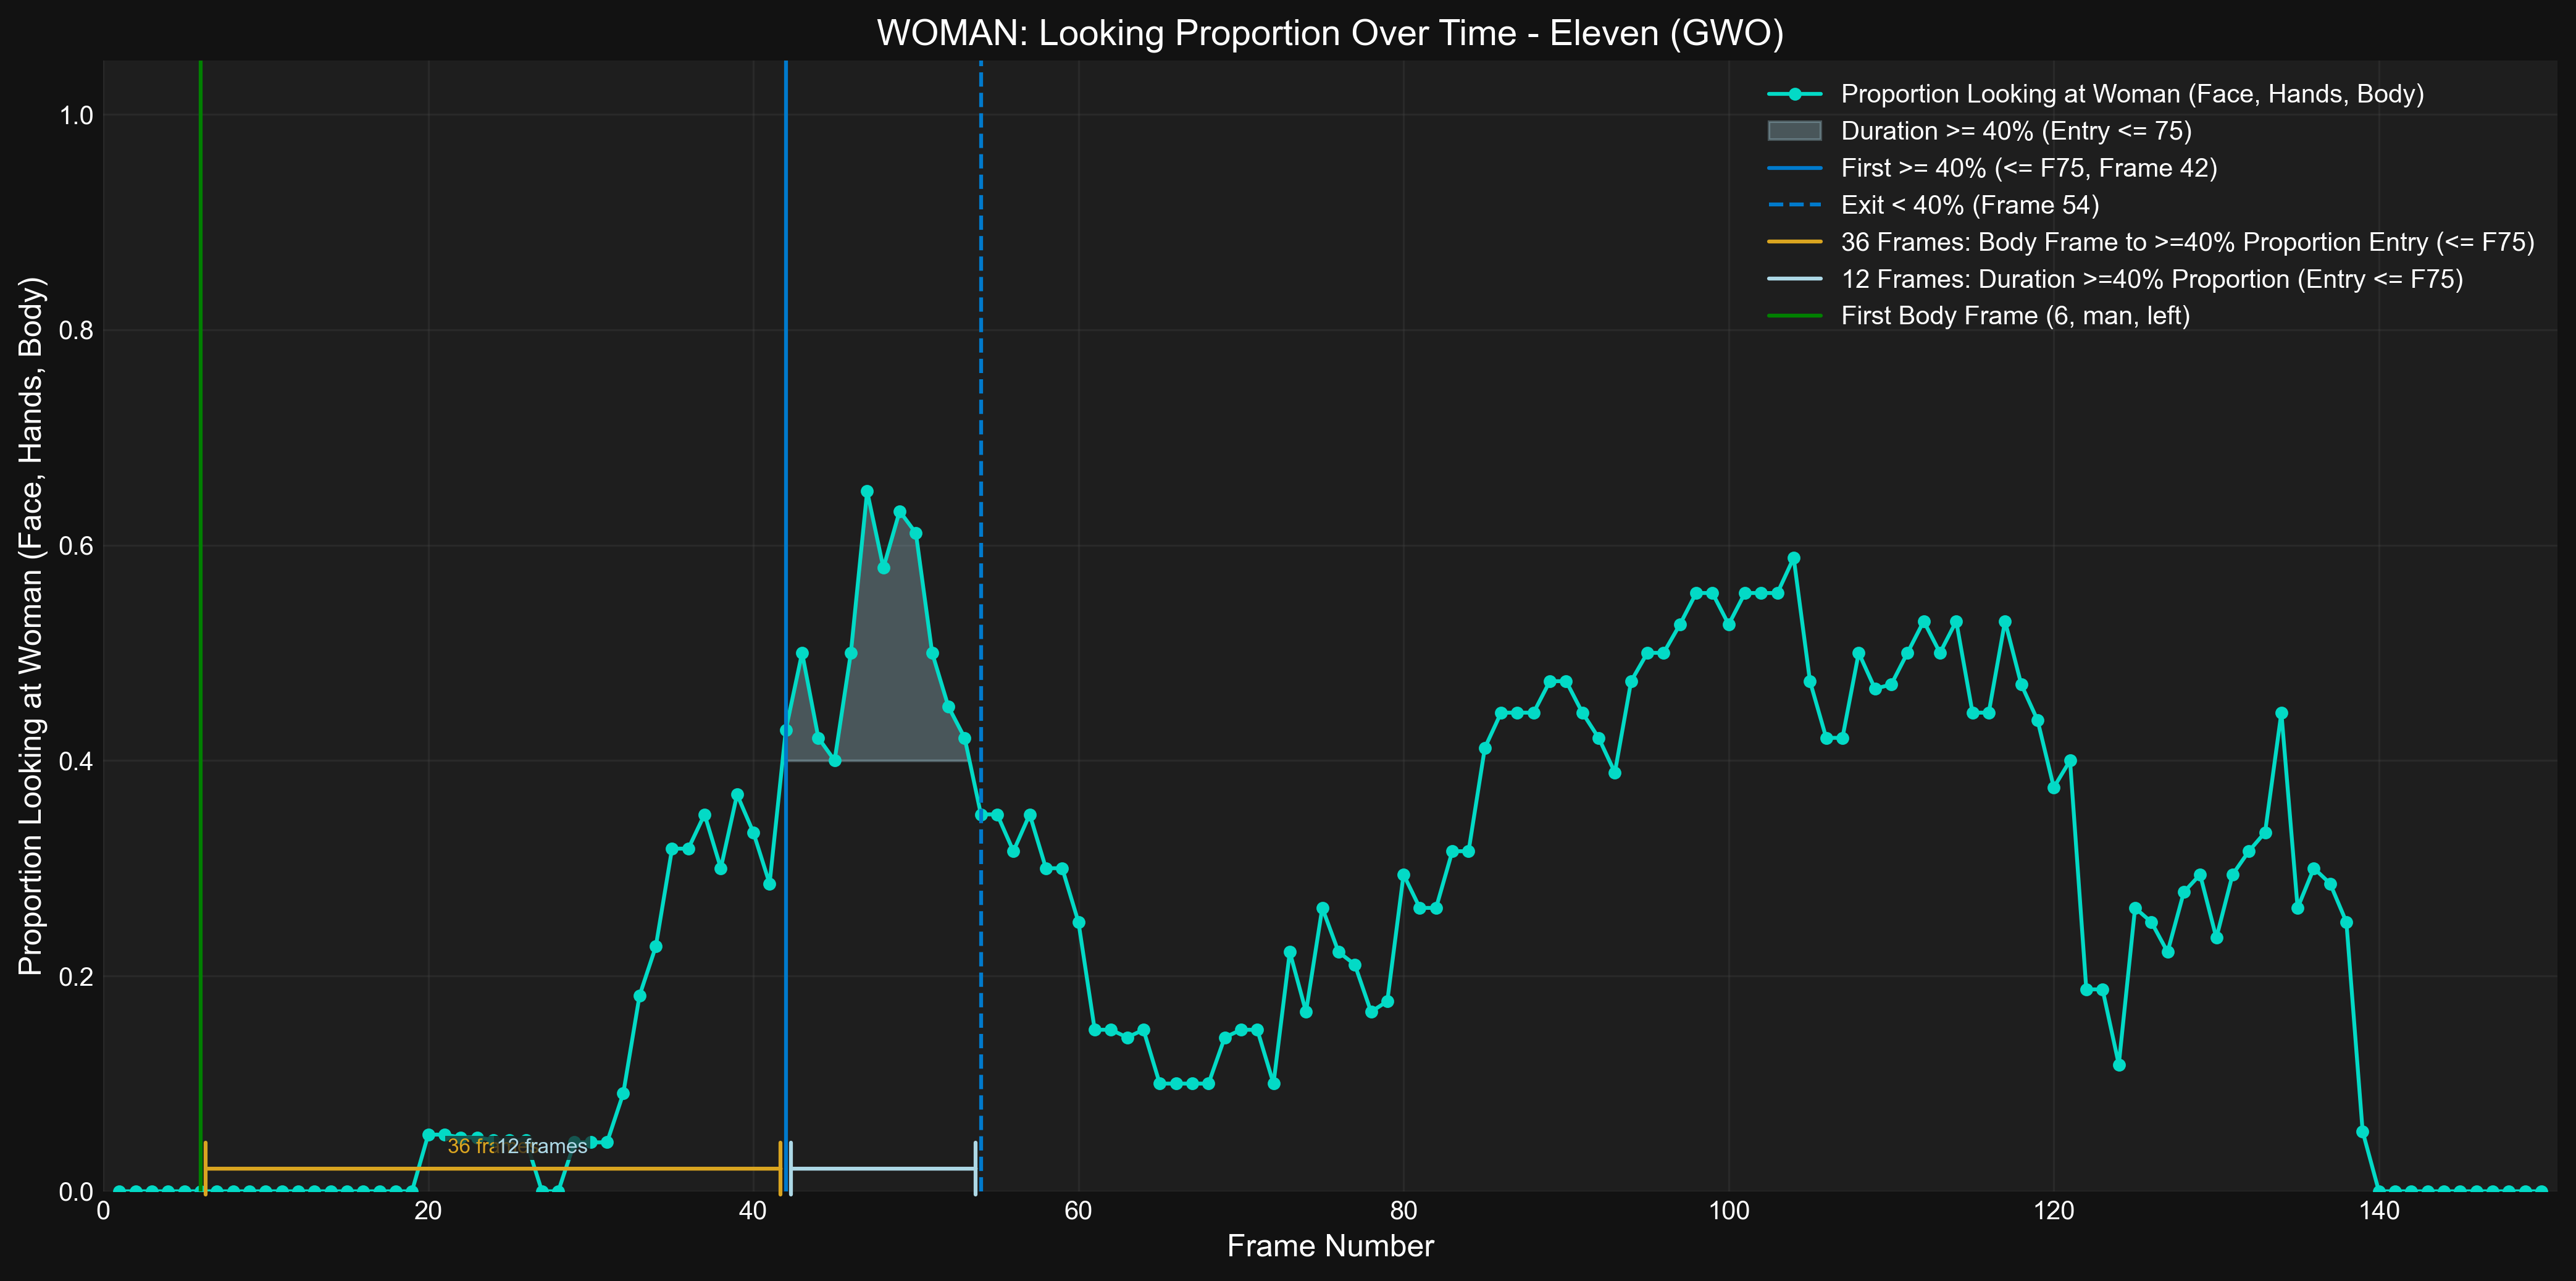 WOMAN: Looking Proportion Over Time - Eleven (GWO)
Proportion Looking at Woman (Face, Hands, Body)
1.0
0.8
0.6
0.4
0.2
0.0
Proportion Looking at Woman (Face, Hands, Body)
Duration >= 40% (Entry <= 75)
First >= 40% (<= F75, Frame 42)
Exit < 40% (Frame 54)
36 Frames: Body Frame to >=40% Proportion Entry (<= F75)
12 Frames: Duration >=40% Proportion (Entry <= F75)
First Body Frame (6, man, left)
36 frames
12 frames
0 20 40 60 80 100 120 140
Frame Number